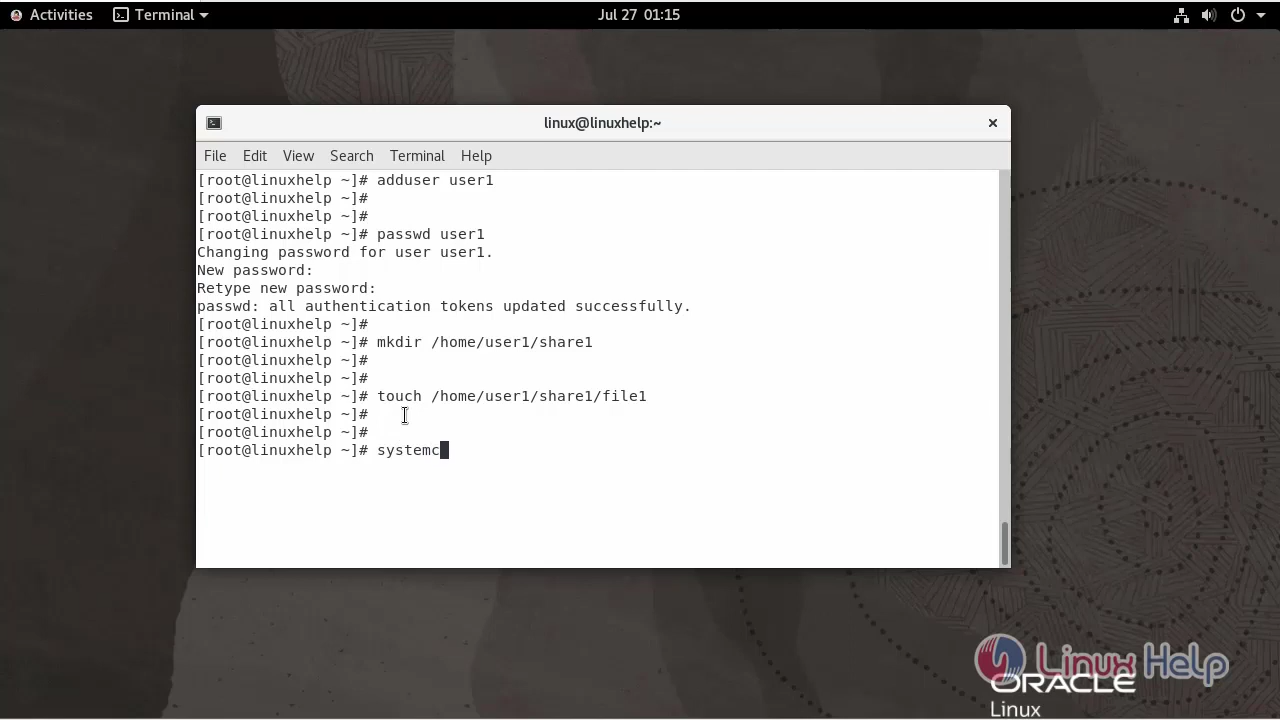 Activities Terminal Jul 27 01:15
linux@linuxhelp:~
File Edit View Search Terminal Help
[root@linuxhelp ~]# adduser user1
[root@linuxhelp ~]#
[root@linuxhelp ~]#
[root@linuxhelp ~]# passwd user1
Changing password for user user1.
New password:
Retype new password:
passwd: all authentication tokens updated successfully.
[root@linuxhelp ~]#
[root@linuxhelp ~]# mkdir /home/user1/share1
[root@linuxhelp ~]#
[root@linuxhelp ~]#
[root@linuxhelp ~]# touch /home/user1/share1/file1
[root@linuxhelp ~]#
[root@linuxhelp ~]#
[root@linuxhelp ~]# systemc
Linux Help
ORACLE
Linux